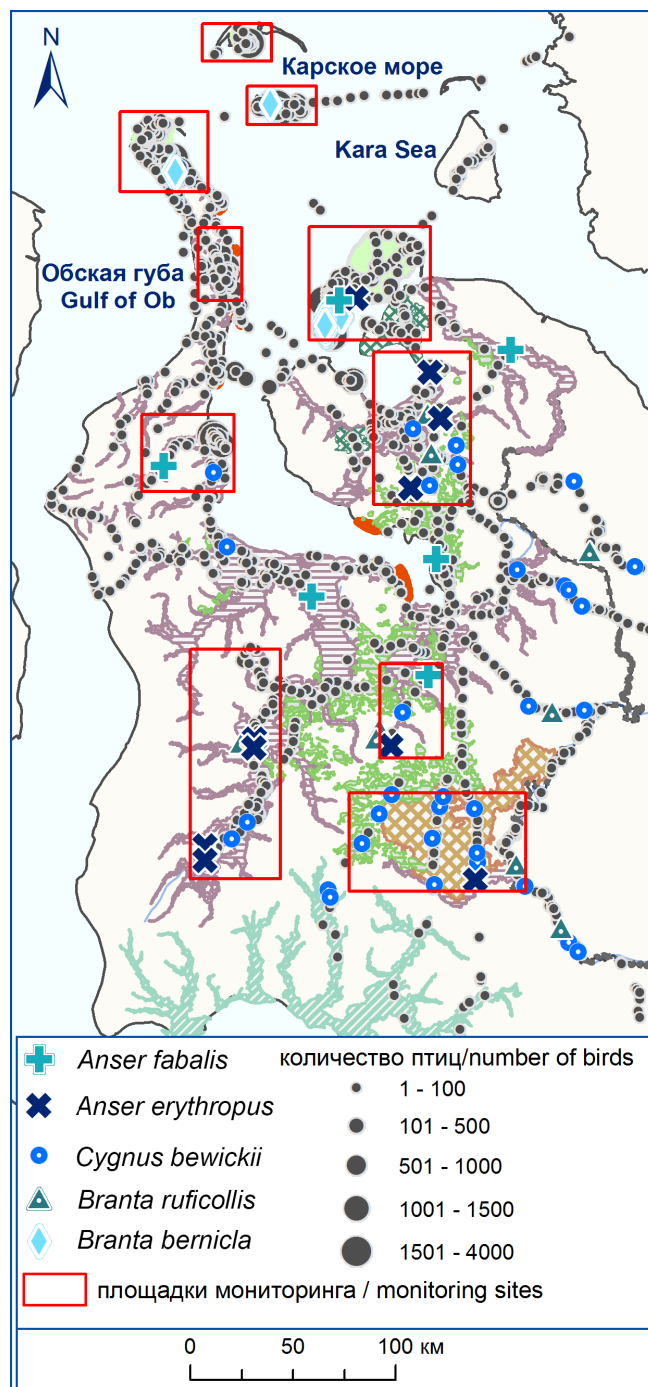 N
Карское море
Kara Sea
Обская губа
Gulf of Ob
Anser fabalis
Anser erythropus
Cygnus bewickii
Branta ruficollis
Branta bernicla
количество птиц/number of birds
1 - 100
101 - 500
501 - 1000
1001 - 1500
1501 - 4000
площадки мониторинга / monitoring sites
0 50 100 км